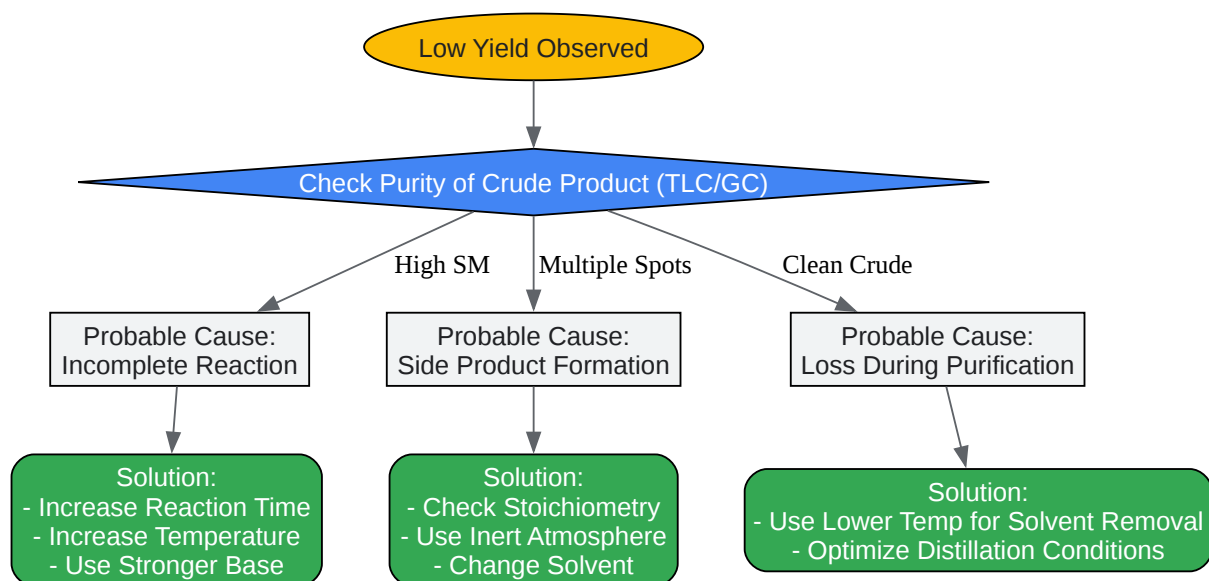 Low Yield Observed
Check Purity of Crude Product (TLC/GC)
High SM
Multiple Spots
Clean Crude
Probable Cause:
Incomplete Reaction
Probable Cause:
Side Product Formation
Probable Cause:
Loss During Purification
Solution:
- Increase Reaction Time
- Increase Temperature
- Use Stronger Base
Solution:
- Check Stoichiometry
- Use Inert Atmosphere
- Change Solvent
Solution:
- Use Lower Temp for Solvent Removal
- Optimize Distillation Conditions